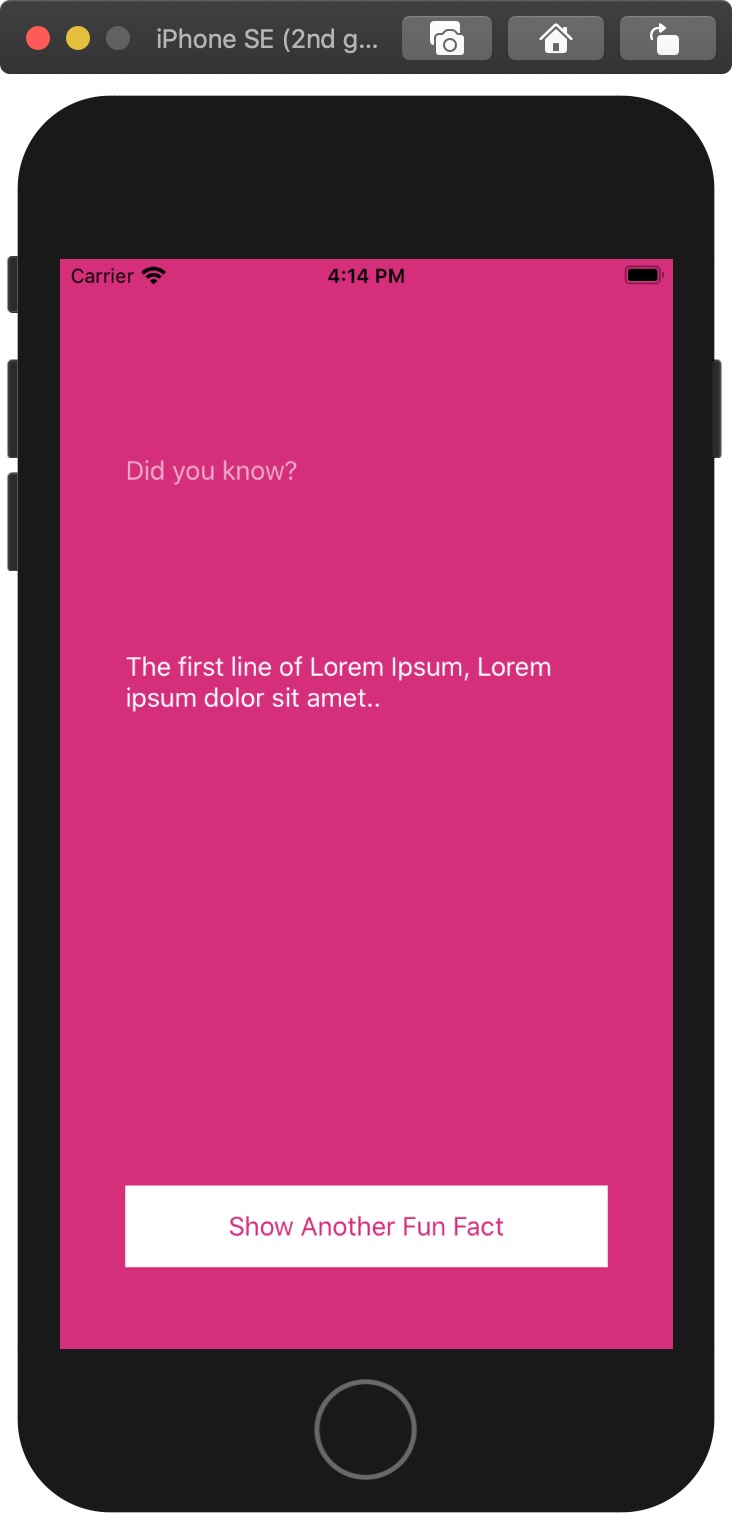 iPhone SE (2nd g...
Carrier 4:14 PM
Did you know?
The first line of Lorem Ipsum, Lorem
ipsum dolor sit amet..
Show Another Fun Fact